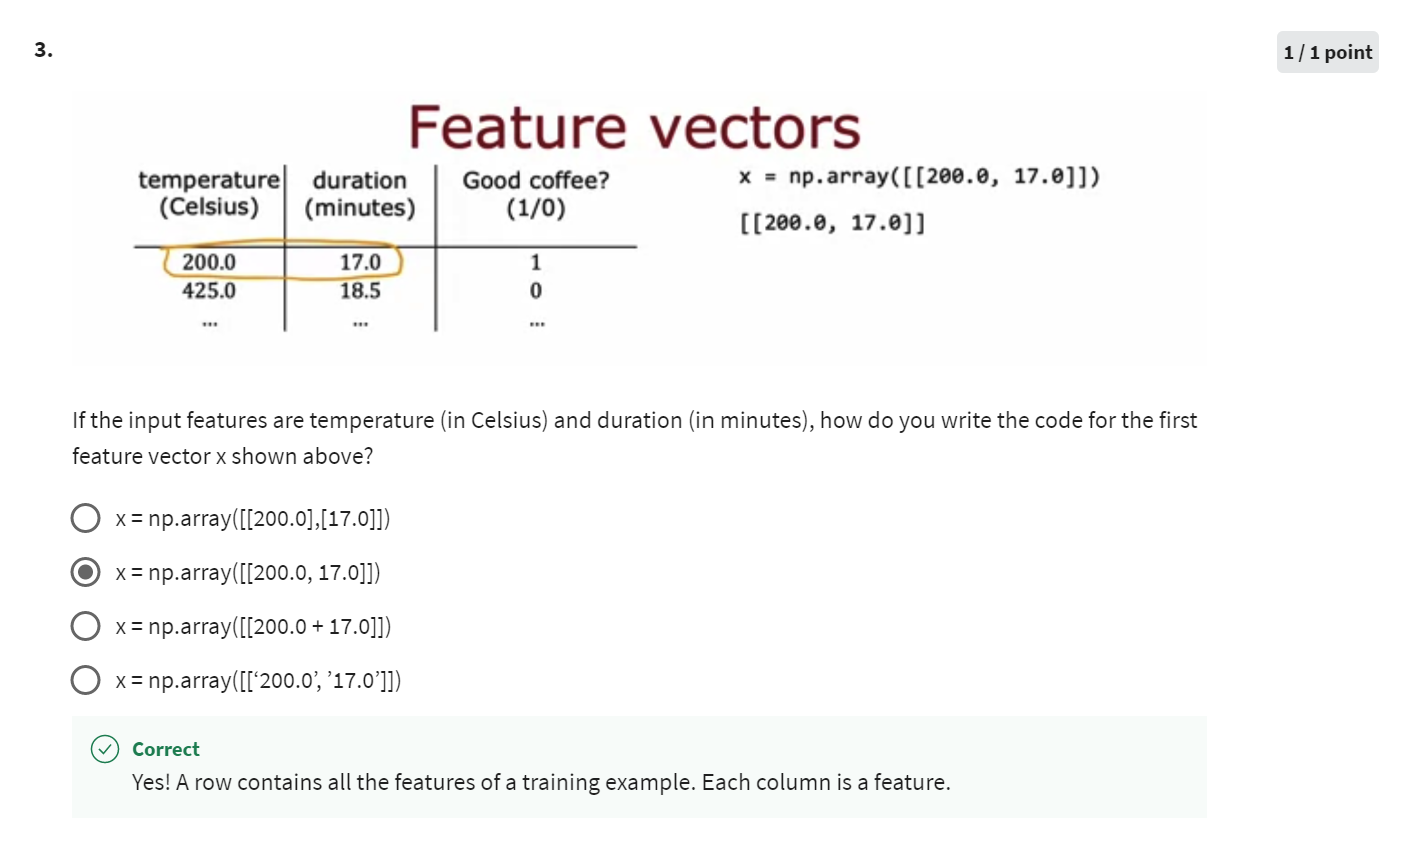 3.
1 / 1 point
Feature vectors
temperature duration Good coffee?
(Celsius) (minutes) (1/0)
200.0 17.0 1
425.0 18.5 0
... ... ...
x = np.array([[200.0, 17.0]])
[[200.0, 17.0]]
If the input features are temperature (in Celsius) and duration (in minutes), how do you write the code for the first
feature vector x shown above?
x = np.array([[200.0],[17.0]])
x = np.array([[200.0, 17.0]])
x = np.array([[200.0 + 17.0]])
x = np.array([[‘200.0’, ’17.0’]])
Correct
Yes! A row contains all the features of a training example. Each column is a feature.